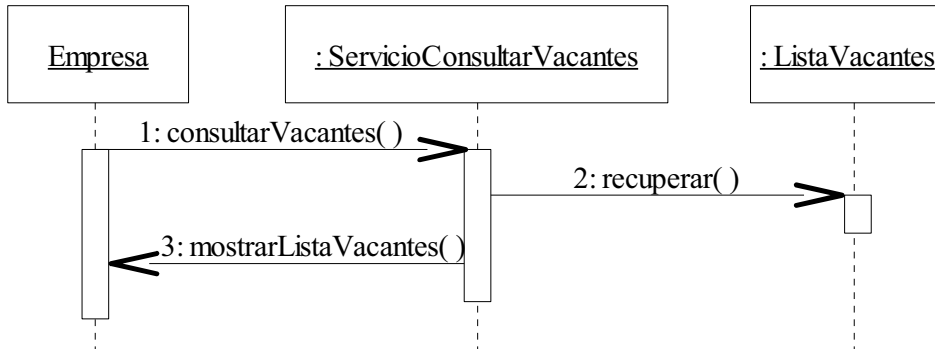 Empresa
: ServicioConsultarVacantes
: ListaVacantes
1: consultarVacantes( )
2: recuperar( )
3: mostrarListaVacantes( )